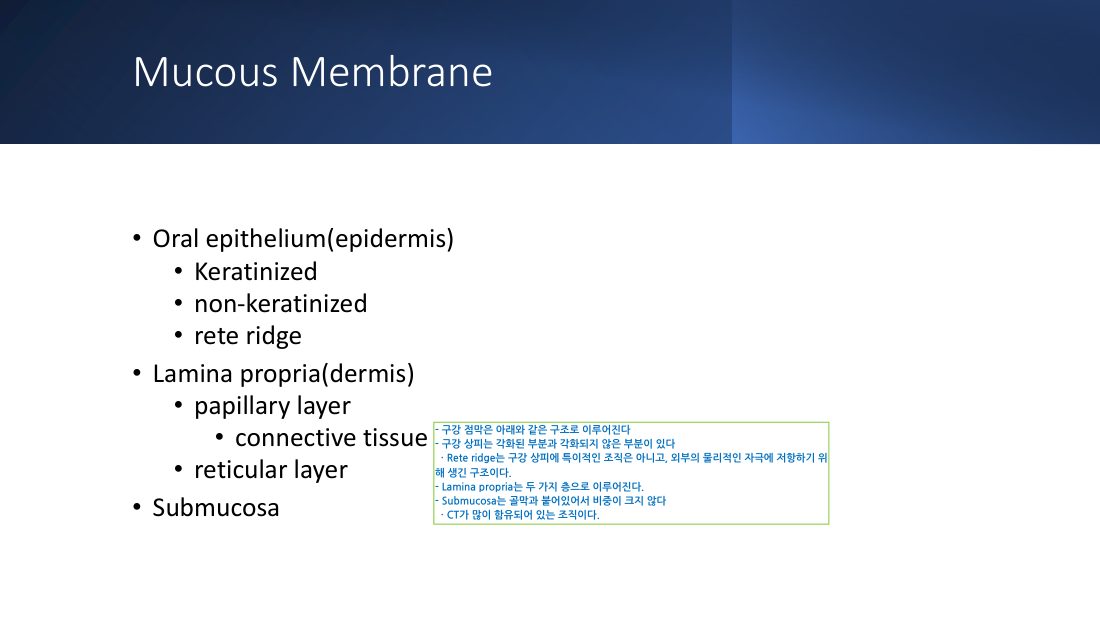 Mucous Membrane
• Oral epithelium(epidermis)
• Keratinized
• non-keratinized
• rete ridge
• Lamina propria(dermis)
• papillary layer
• connective tissue
• reticular layer
• Submucosa
- 구강 점막은 아래와 같은 구조로 이루어진다
- 구강 상피는 각화된 부분과 각화되지 않은 부분이 있다
· Rete ridge는 구강 상피에 특이적인 조직은 아니고, 외부의 물리적인 자극에 저항하기 위
해 생긴 구조이다.
- Lamina propria는 두 가지 층으로 이루어진다.
- Submucosa는 골막과 붙어있어서 비중이 크지 않다
· CT가 많이 함유되어 있는 조직이다.